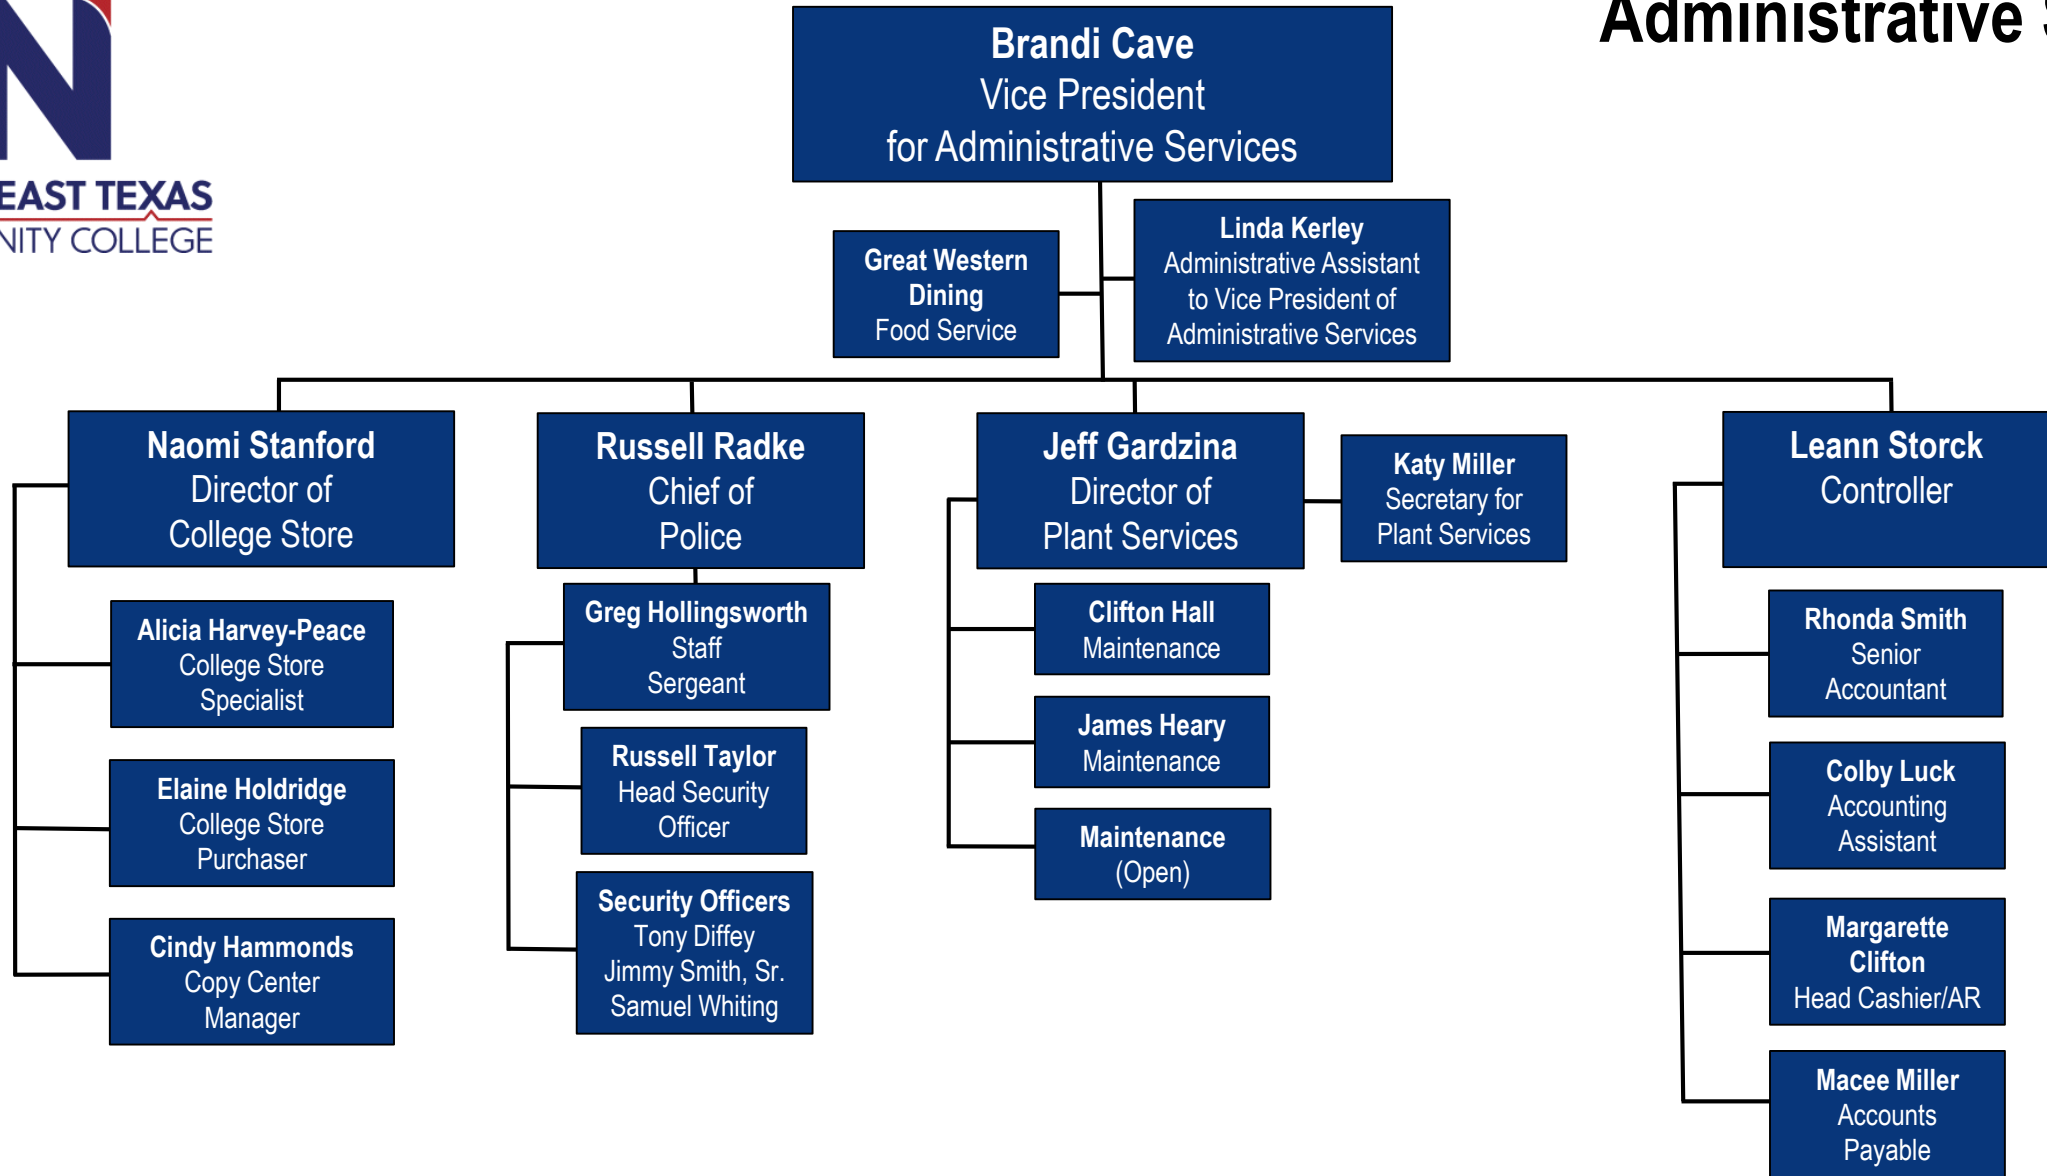 Administrative
EAST TEXAS
NITY COLLEGE
Brandi Cave
Vice President
for Administrative Services
Great Western
Dining
Food Service
Linda Kerley
Administrative Assistant
to Vice President of
Administrative Services
Naomi Stanford
Director of
College Store
Alicia Harvey-Peace
College Store
Specialist
Elaine Holdridge
College Store
Purchaser
Cindy Hammonds
Copy Center
Manager
Russell Radke
Chief of
Police
Greg Hollingsworth
Staff
Sergeant
Russell Taylor
Head Security
Officer
Security Officers
Tony Diffey
Jimmy Smith, Sr.
Samuel Whiting
Jeff Gardzina
Director of
Plant Services
Katy Miller
Secretary for
Plant Services
Clifton Hall
Maintenance
James Heary
Maintenance
Maintenance
(Open)
Leann Storck
Controller
Rhonda Smith
Senior
Accountant
Colby Luck
Accounting
Assistant
Margarette
Clifton
Head Cashier/AR
Macee Miller
Accounts
Payable